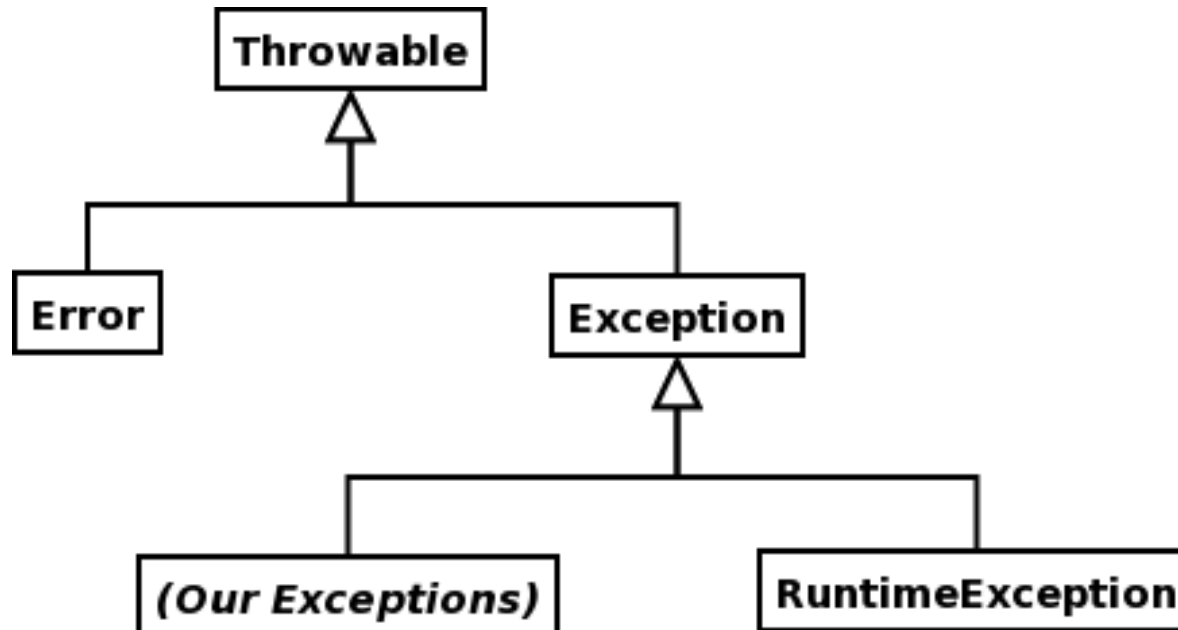 Throwable
Error
Exception
(Our Exceptions)
RuntimeException